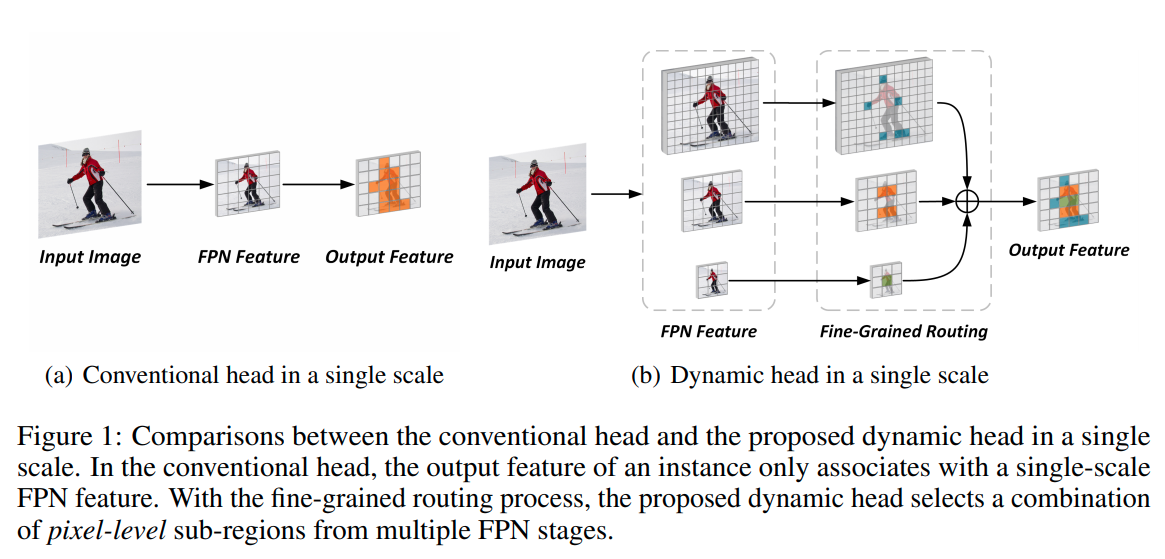 Input Image
FPN Feature
Output Feature
(a) Conventional head in a single scale
Input Image
FPN Feature
Fine-Grained Routing
Output Feature
(b) Dynamic head in a single scale
Figure 1: Comparisons between the conventional head and the proposed dynamic head in a single
scale. In the conventional head, the output feature of an instance only associates with a single-scale
FPN feature. With the fine-grained routing process, the proposed dynamic head selects a combination
of pixel-level sub-regions from multiple FPN stages.